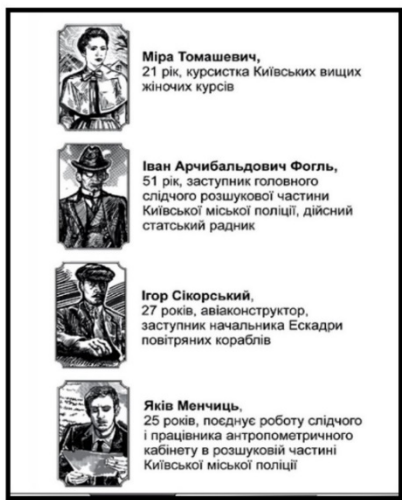 Міра Томашевич,
21 рік, курсистка Київських вищих
жіночих курсів
Іван Арчибальдович Фогль,
51 рік, заступник головного
слідчого розшукової частини
Київської міської поліції, дійсний
статський радник
Ігор Сікорський,
27 років, авіаконструктор,
заступник начальника Ескадри
повітряних кораблів
Яків Менчиць,
25 років, поєднує роботу слідчого
і працівника антропометричного
кабінету в розшуковій частині
Київської міської поліції